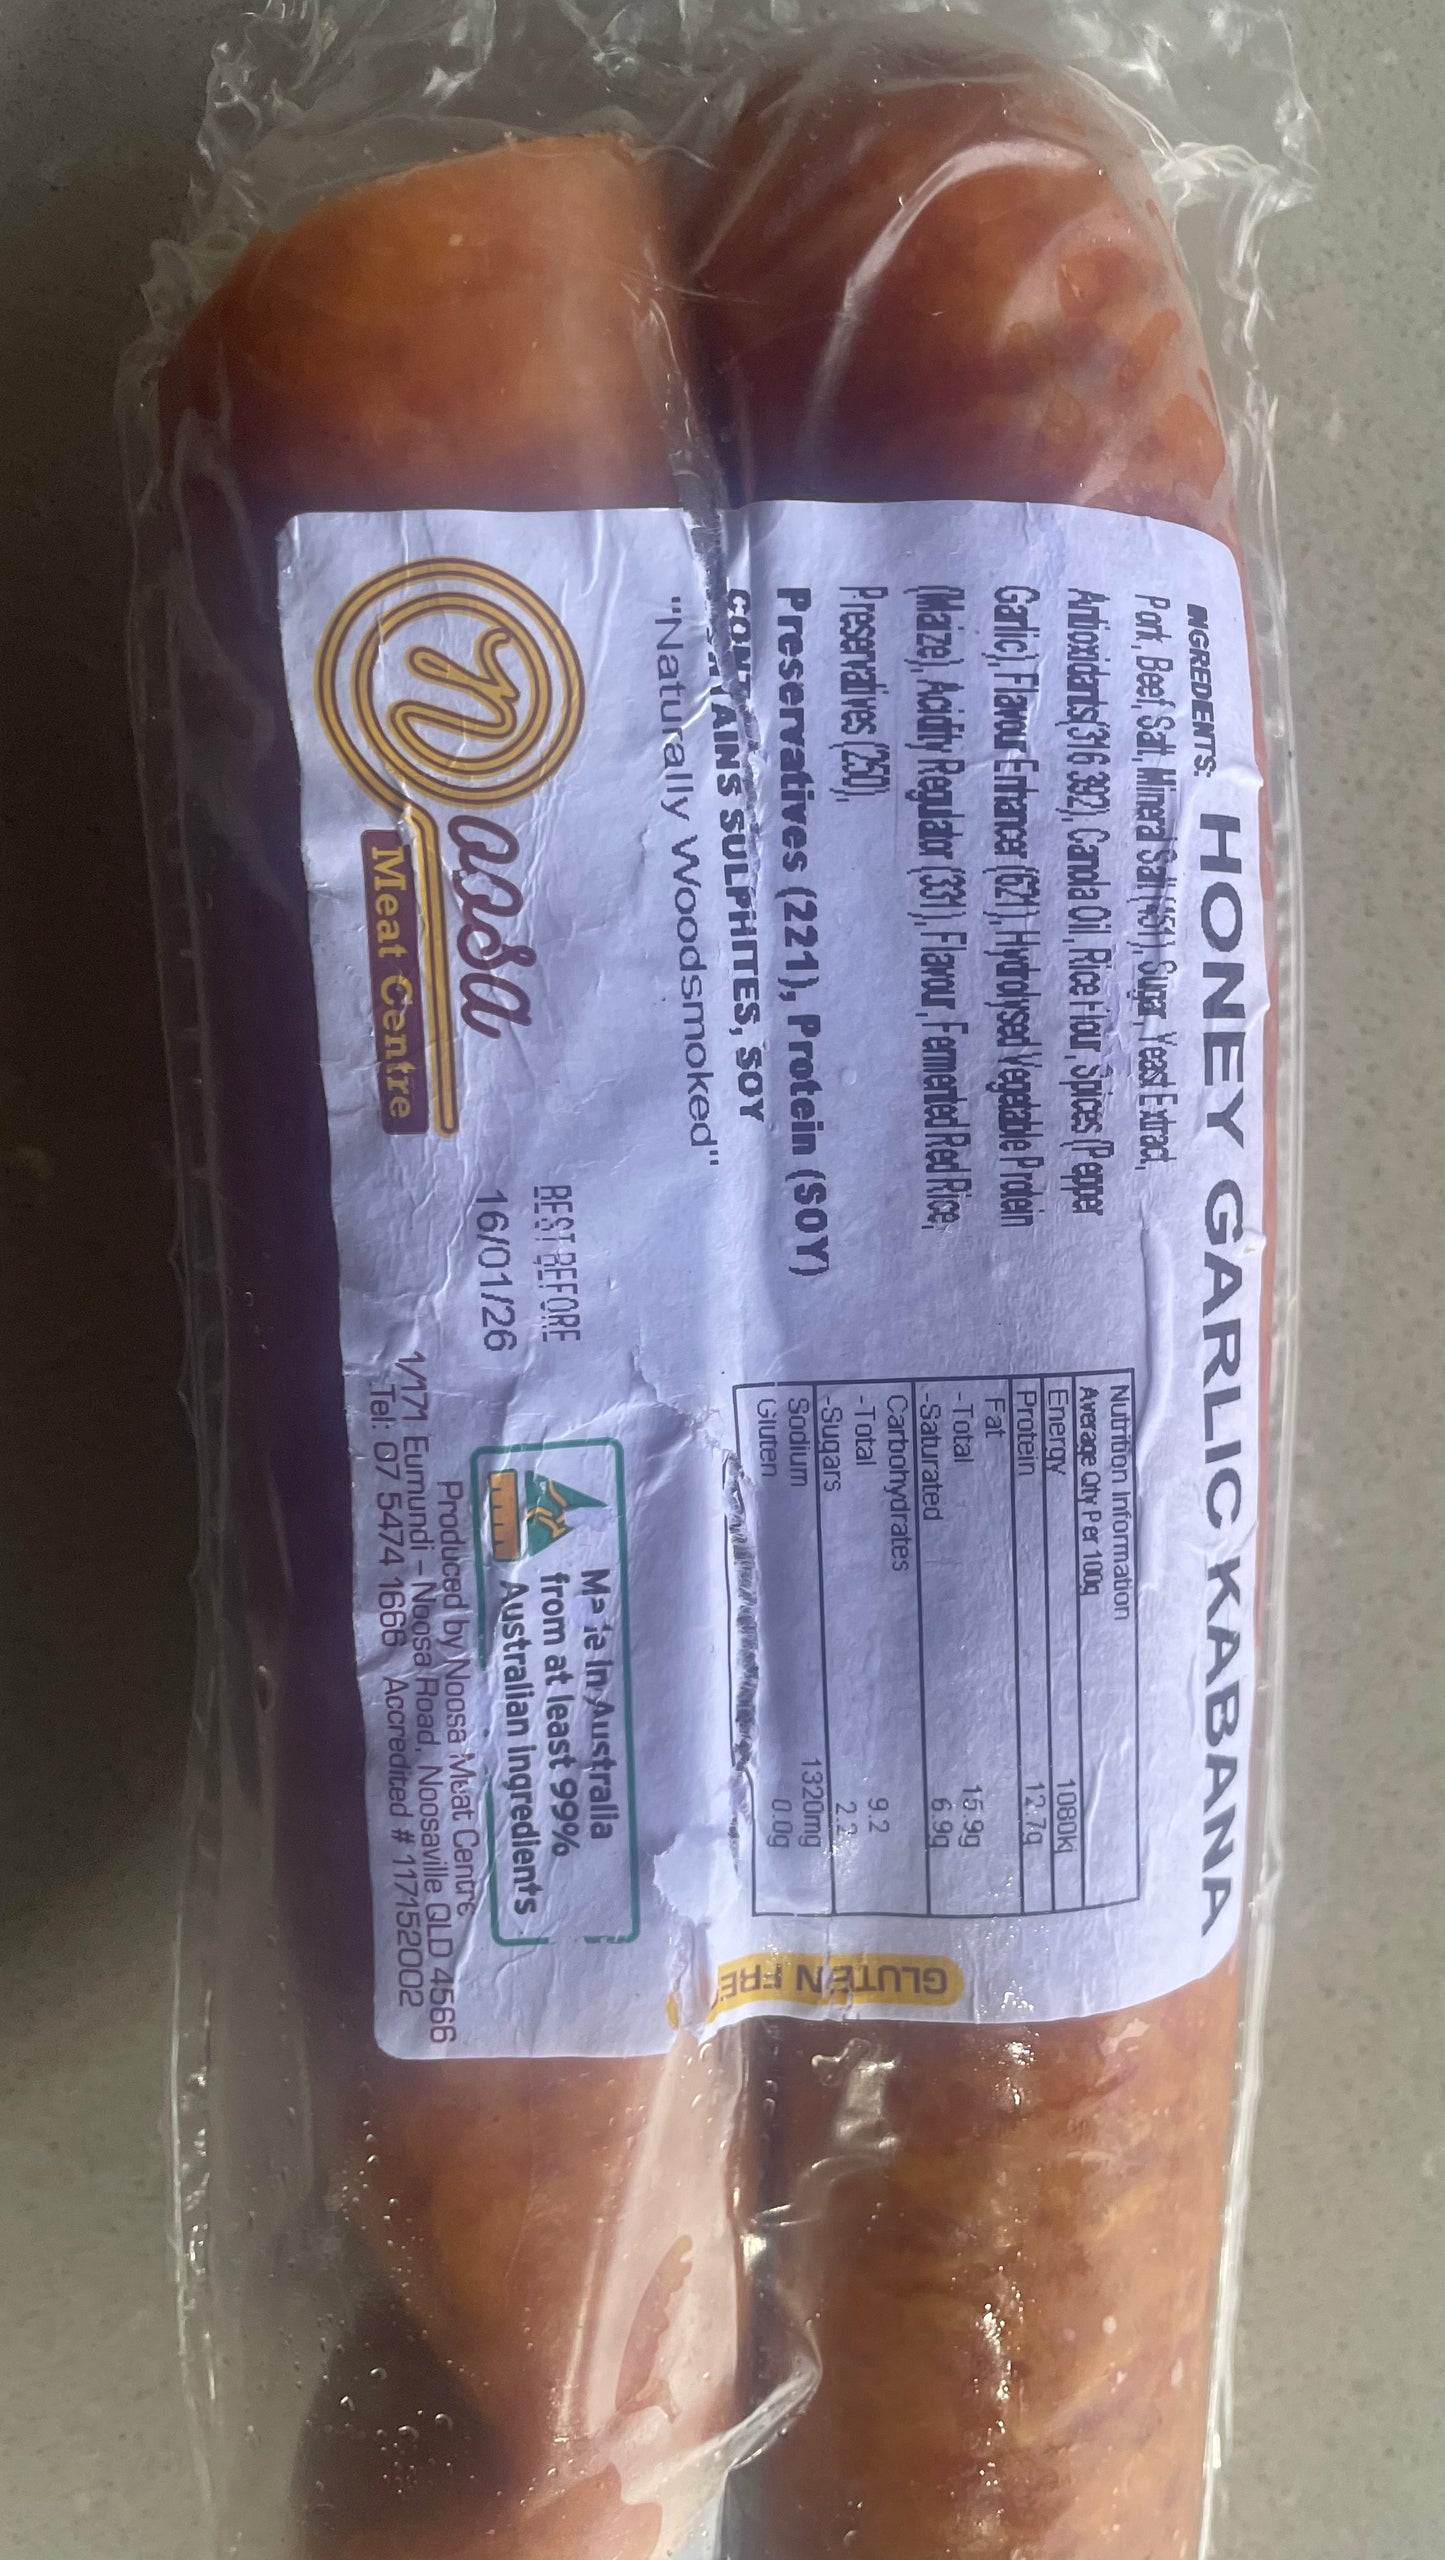 HONEY GARLIC KABANA
INGREDIENTS:
Pork, Beef, Salt, Mineral Salt (451), Sugar, Yeast Extract,
Antioxidants(316 392), Canola Oil, Rice Flour, Spices (Pepper
Garlic), Flavour Enhancer (621), Hydrolysed Vegetable Protein
(Maize), Acidity Regulator (331), Flavour, Fermented Red Rice,
Preservatives (250),
Preservatives (221), Protein (SOY)
CONTAINS SULPHITES, SOY
"Naturally Woodsmoked"
Nutrition Information
Average Qty Per 100g
Energy 1080kj
Protein 12.7g
Fat
-Total 15.9g
-Saturated 6.9g
Carbohydrates
-Total 9.2
-Sugars 2.2
Sodium 1320mg
Gluten 0.0g
GLUTEN FRE
noosa
Meat Centre
BEST BEFORE
16/01/26
Made in Australia
from at least 99%
Australian ingredients
Produced by Noosa Meat Centre
1/171 Eumundi - Noosa Road, Noosaville QLD 4566
Tel: 07 5474 1666 Accredited # 117152002